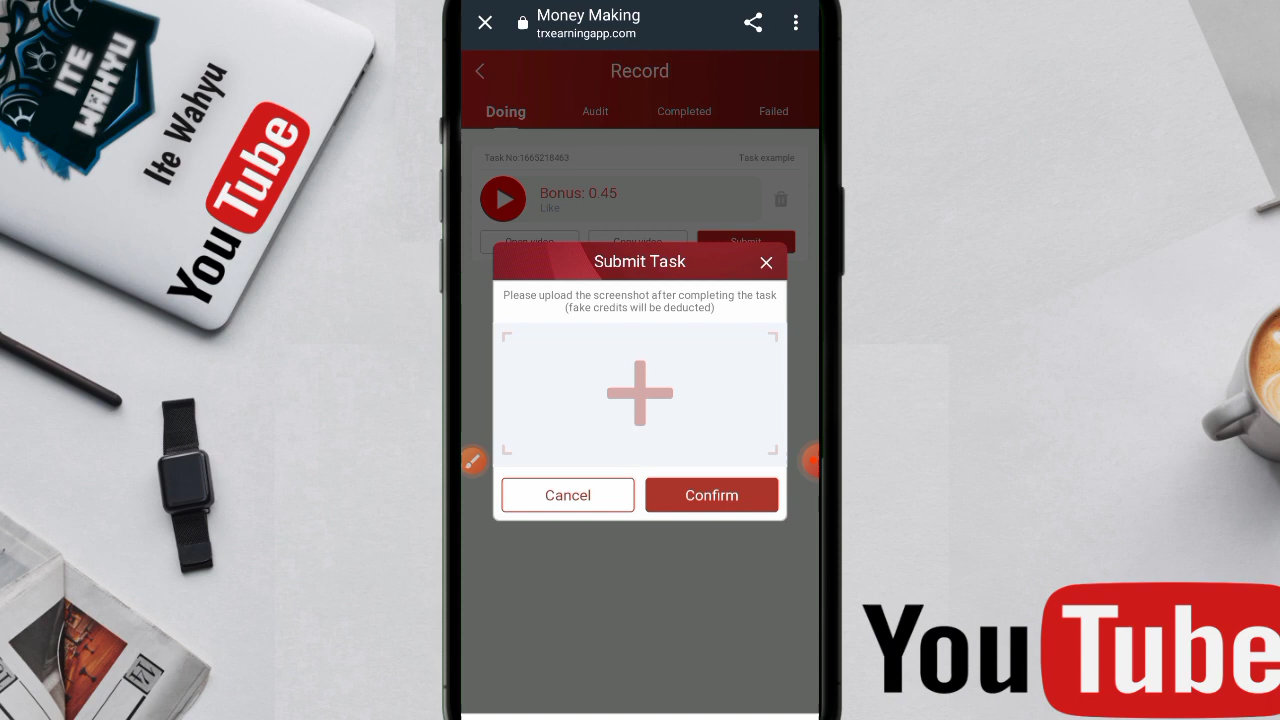 ITE
WAHYU
Ite Wahyu
YouTube
Money Making
trxearningapp.com
Record
Doing
Audit
Completed
Failed
Task No:1665218463
Task example
Bonus: 0.45
Like
Open video
Copy video
Submit
Submit Task
Please upload the screenshot after completing the task
(fake credits will be deducted)
Cancel
Confirm
YouTube